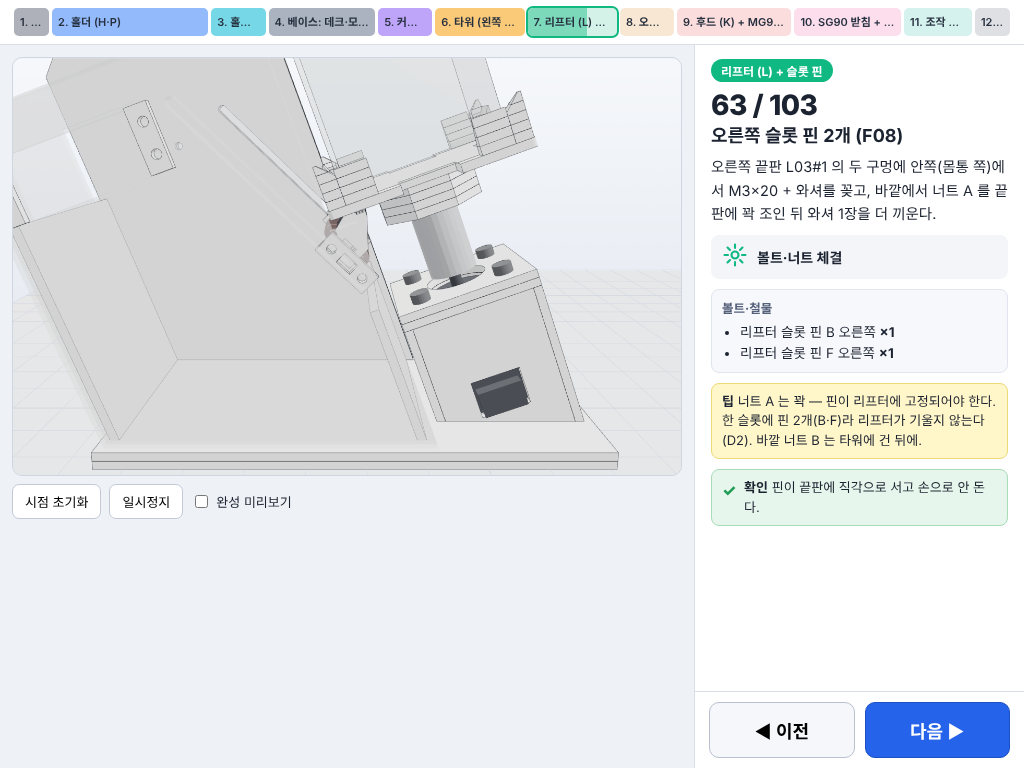 1. ...
2. 홀더 (H·P)
3. 홀...
4. 베이스: 데크·모...
5. 커...
6. 타워 (왼쪽 ...
7. 리프터 (L) ...
8. 오...
9. 후드 (K) + MG9...
10. SG90 받침 + ...
11. 조작 ...
12...
리프터 (L) + 슬롯 핀
63 / 103
오른쪽 슬롯 핀 2개 (F08)
오른쪽 끝판 L03#1 의 두 구멍에 안쪽(몸통 쪽)에
서 M3×20 + 와셔를 꽂고, 바깥에서 너트 A 를 끝
판에 꽉 조인 뒤 와셔 1장을 더 끼운다.
볼트·너트 체결
볼트·철물
• 리프터 슬롯 핀 B 오른쪽 ×1
• 리프터 슬롯 핀 F 오른쪽 ×1
팁 너트 A 는 꽉 — 핀이 리프터에 고정되어야 한다.
한 슬롯에 핀 2개(B·F)라 리프터가 기울지 않는다
(D2). 바깥 너트 B 는 타워에 건 뒤에.
✓ 확인 핀이 끝판에 직각으로 서고 손으로 안 돈
다.
시점 초기화
일시정지
완성 미리보기
◀ 이전
다음 ▶